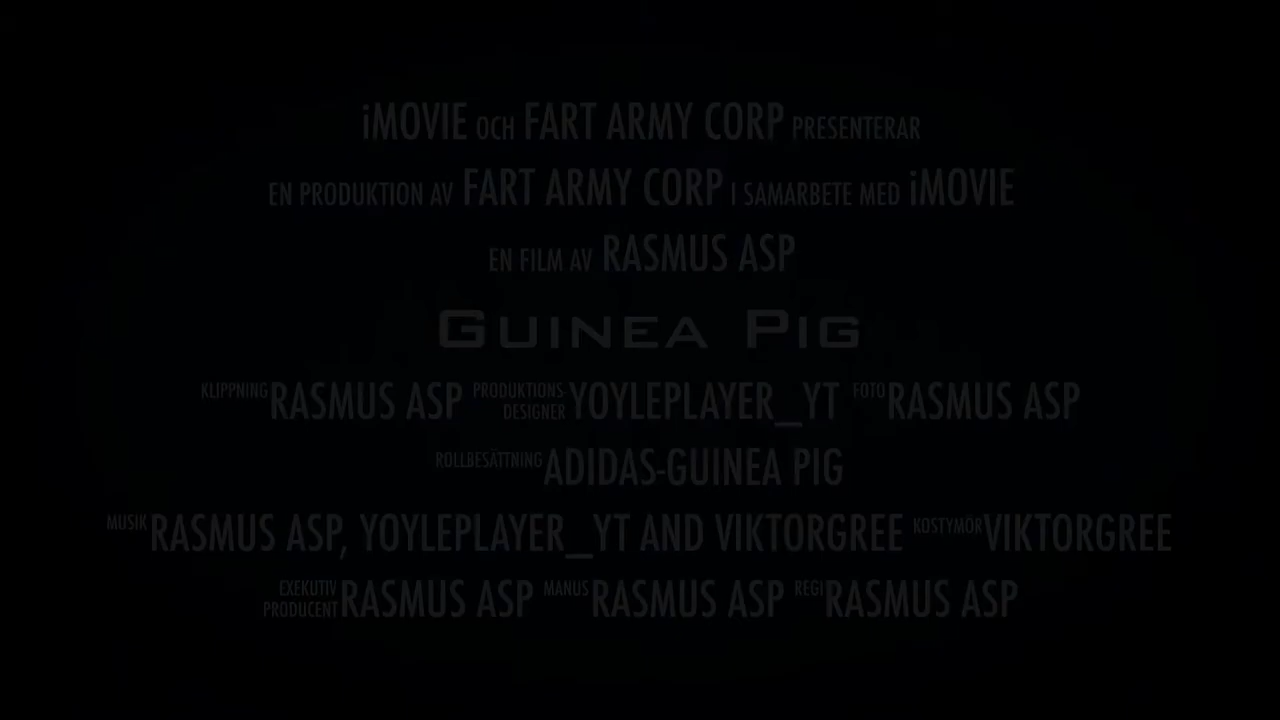 iMOVIE OCH FART ARMY CORP PRESENTERAR
EN PRODUKTION AV FART ARMY CORP I SAMARBETE MED iMOVIE
EN FILM AV RASMUS ASP
GUINEA PIG
KLIPPNING RASMUS ASP PRODUKTIONS-DESIGNER YOYLEPLAYER_YT FOTO RASMUS ASP
ROLLBESÄTTNING ADIDAS-GUINEA PIG
MUSIK RASMUS ASP, YOYLEPLAYER_YT AND VIKTORGREE KOSTYMÖR VIKTORGREE
EXEKUTIV PRODUCENT RASMUS ASP MANUS RASMUS ASP REGI RASMUS ASP